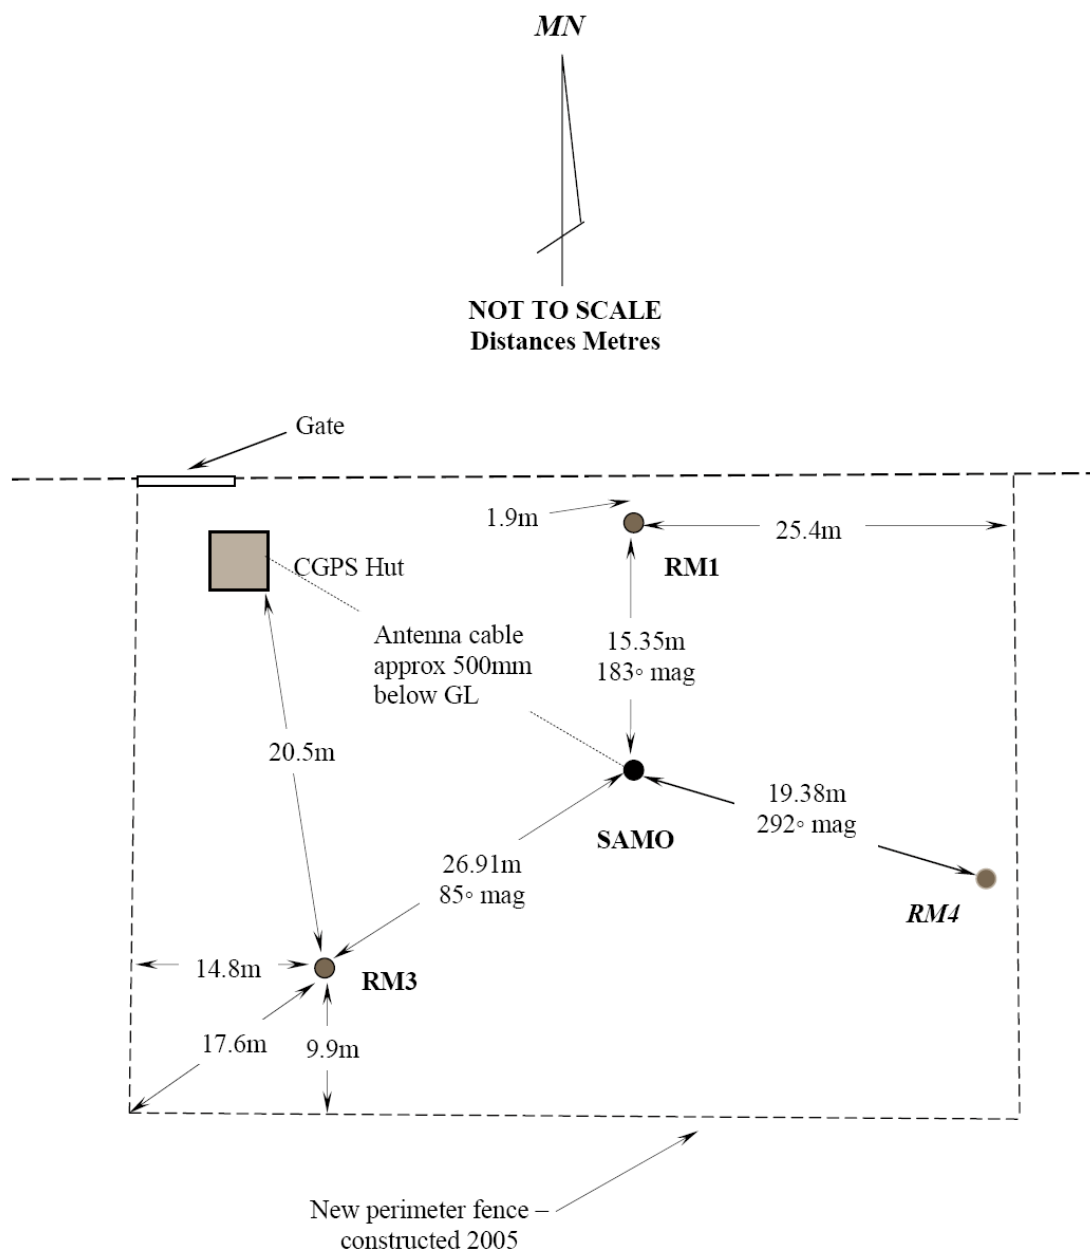 MN
NOT TO SCALE
Distances Metres
Gate
1.9m
25.4m
CGPS Hut
RM1
Antenna cable
approx 500mm
below GL
15.35m
183◦ mag
20.5m
19.38m
292◦ mag
SAMO
26.91m
85◦ mag
RM4
14.8m
RM3
17.6m
9.9m
New perimeter fence –
constructed 2005